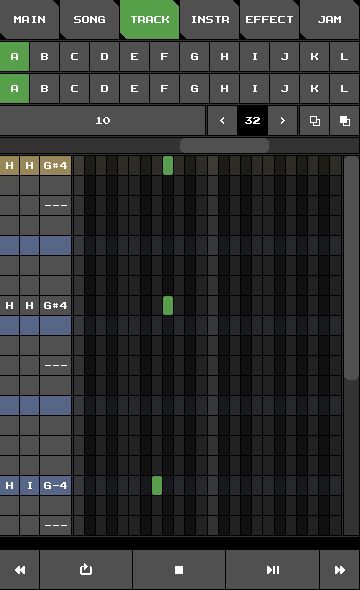 MAIN SONG TRACK INSTR EFFECT JAM
A B C D E F G H I J K L
A B C D E F G H I J K L
10 < 32 >
H H G#4
---
H H G#4
---
H I G-4
---